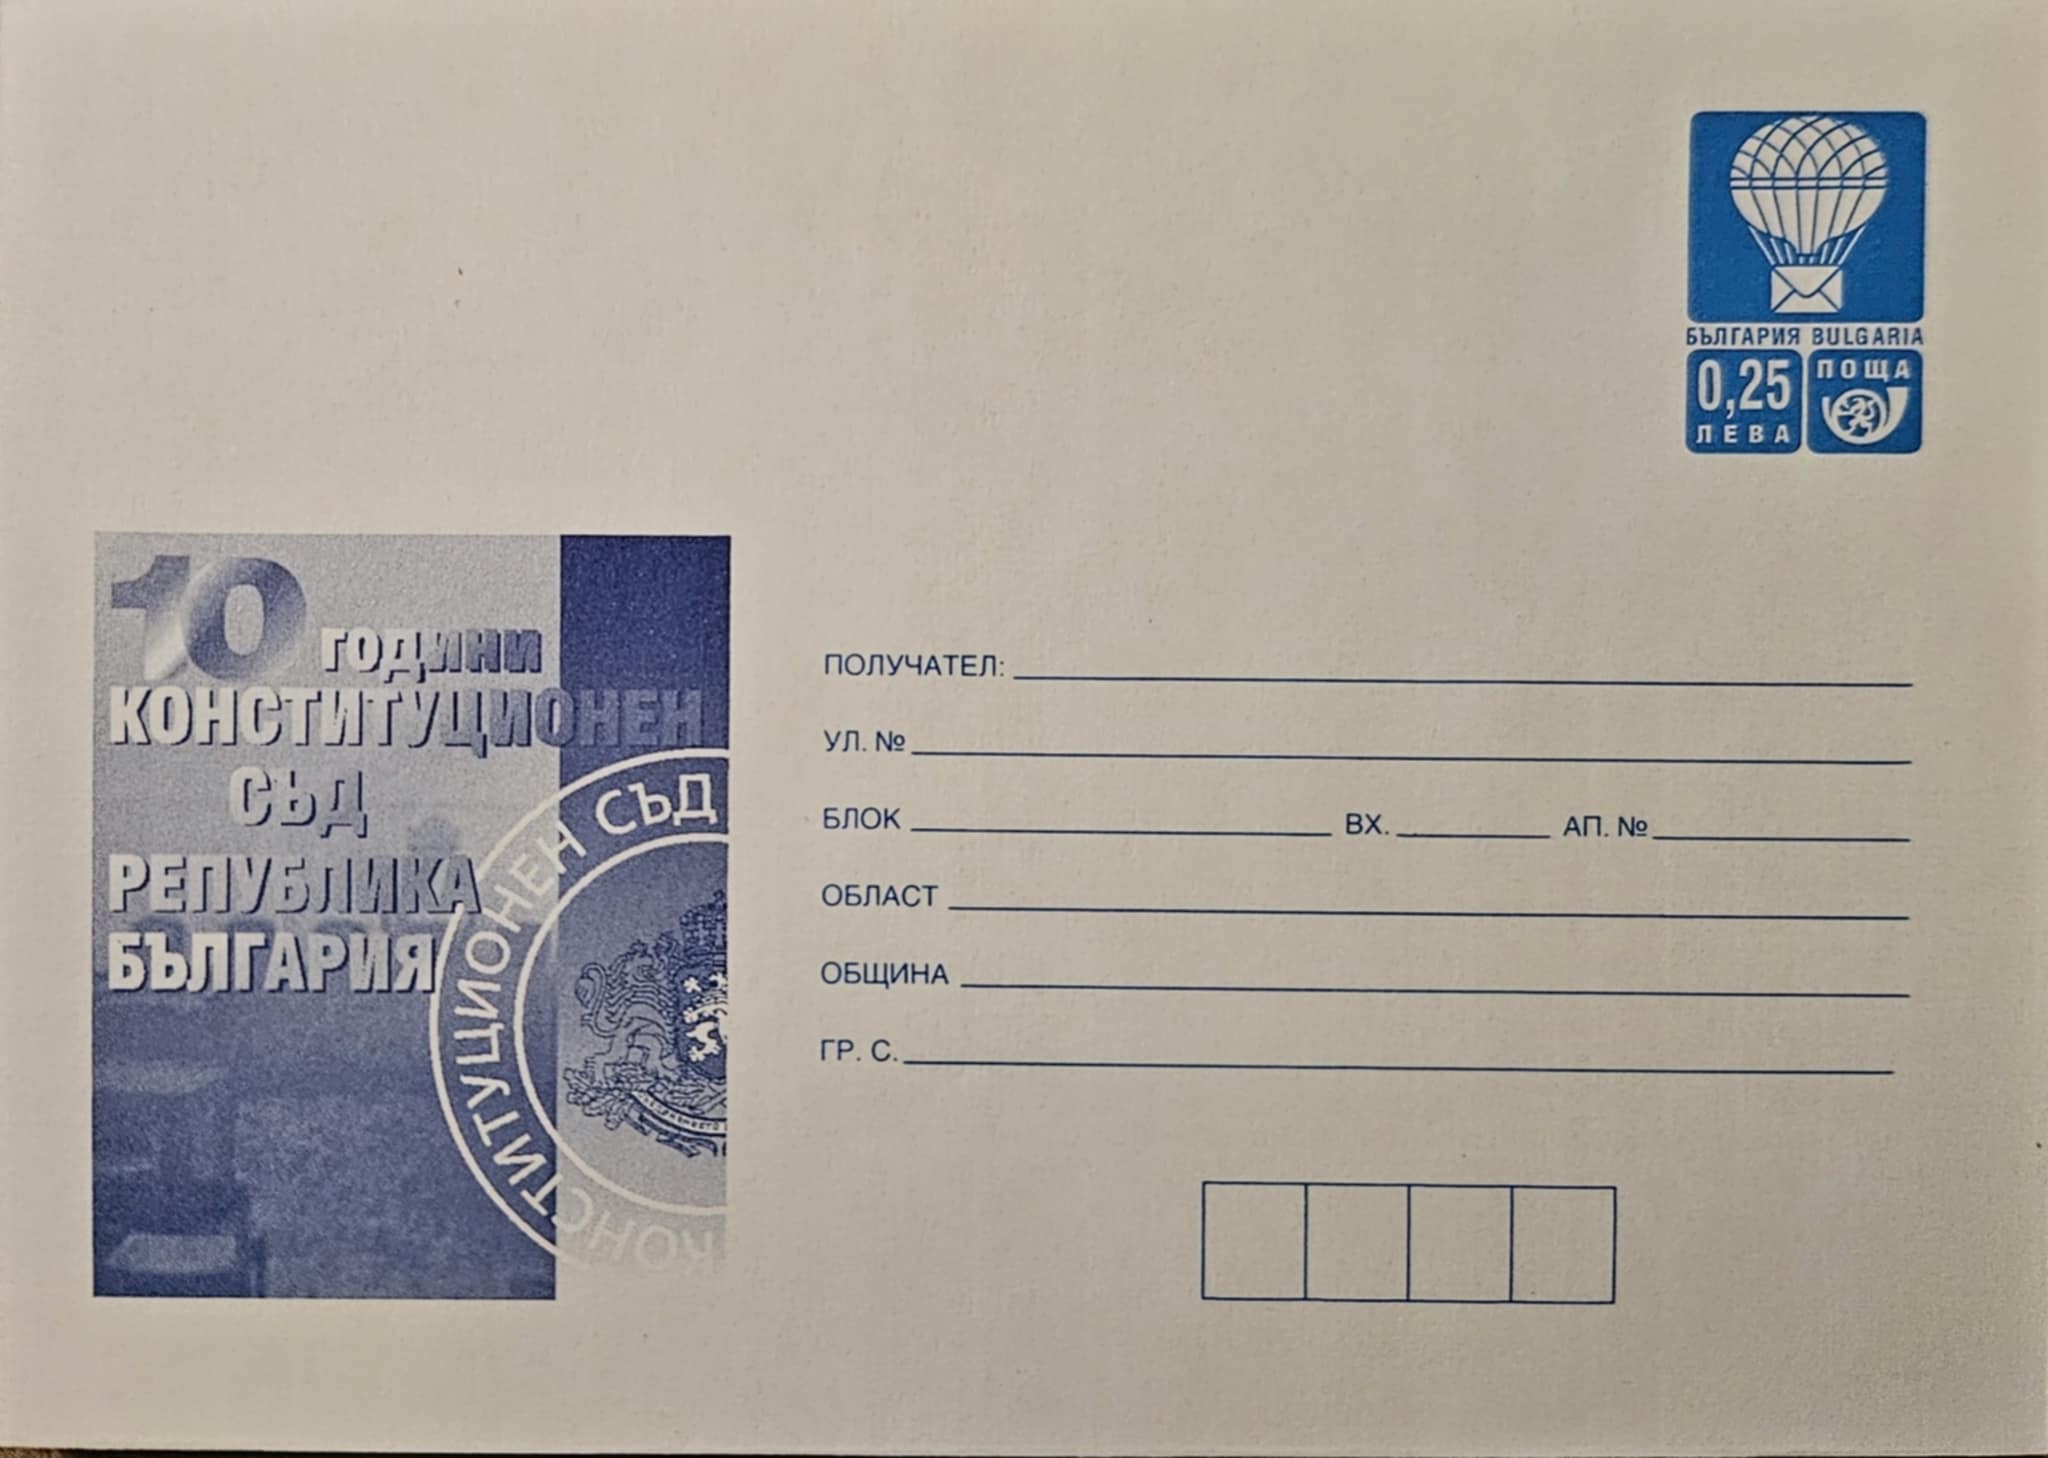 БЪЛГАРИЯ BULGARIA
0,25 ПОЩА
ЛЕВА
10 ГОДИНИ
КОНСТИТУЦИОНЕН
СЪД
РЕПУБЛИКА
БЪЛГАРИЯ
КОНСТИТУЦИОНЕН СЪД
ПОЛУЧАТЕЛ:
УЛ. №
БЛОК ВХ. АП. №
ОБЛАСТ
ОБЩИНА
ГР. С.